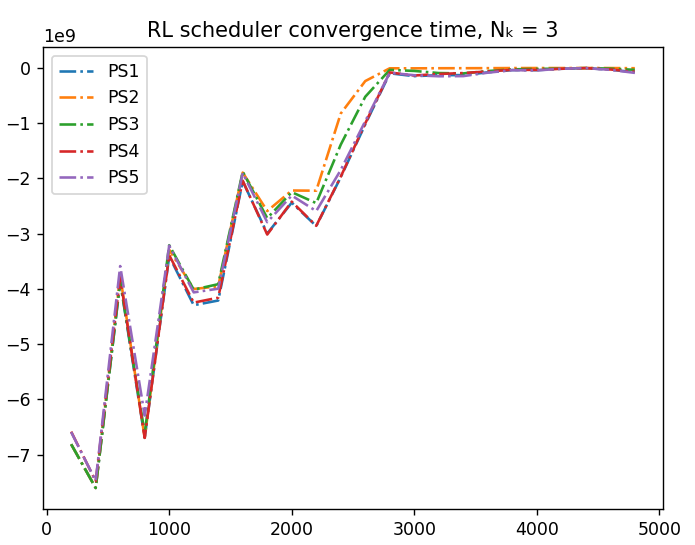 RL scheduler convergence time, Nₖ = 3
1e9
PS1
PS2
PS3
PS4
PS5
0
−1
−2
−3
−4
−5
−6
−7
0 1000 2000 3000 4000 5000